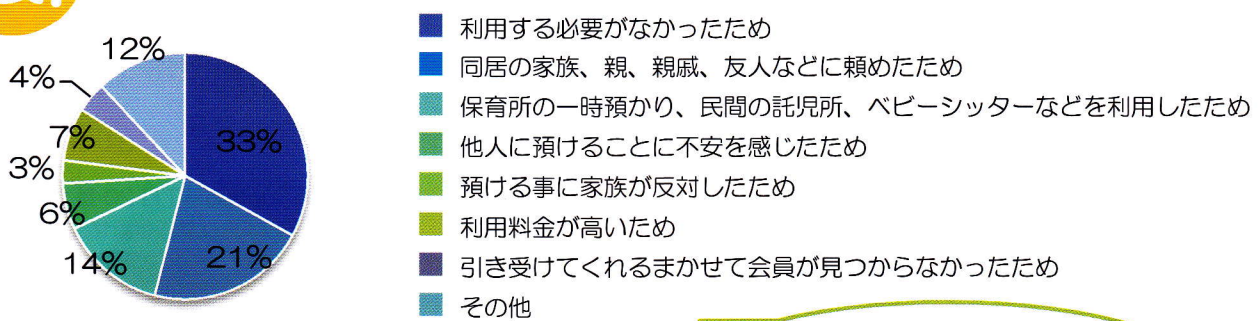 12%
4%
7%
3%
6%
14%
21%
33%
利用する必要がなかったため
同居の家族、親、親戚、友人などに頼めたため
保育所の一時預かり、民間の託児所、ベビーシッターなどを利用したため
他人に預けることに不安を感じたため
預ける事に家族が反対したため
利用料金が高いため
引き受けてくれるまかせて会員が見つからなかったため
その他